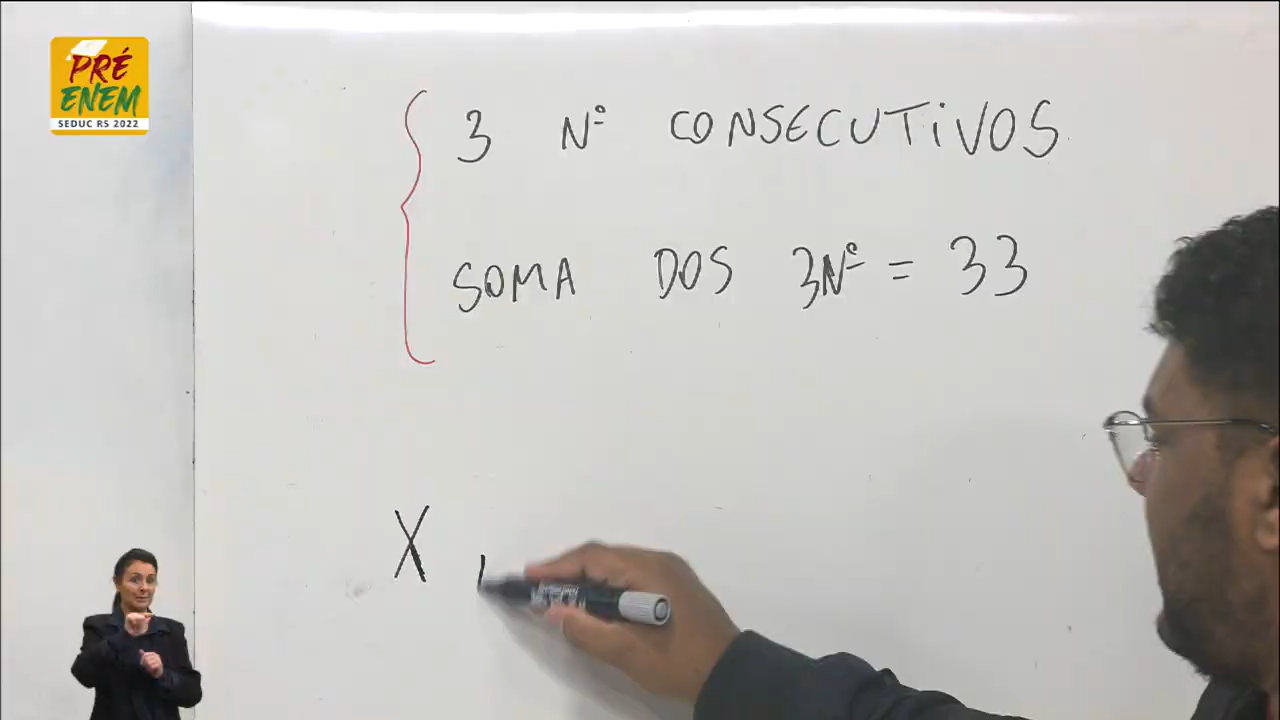 PRÉ
ENEM
SEDUC RS 2022
3 Nº CONSECUTIVOS
SOMA DOS 3Nº = 33
X ,